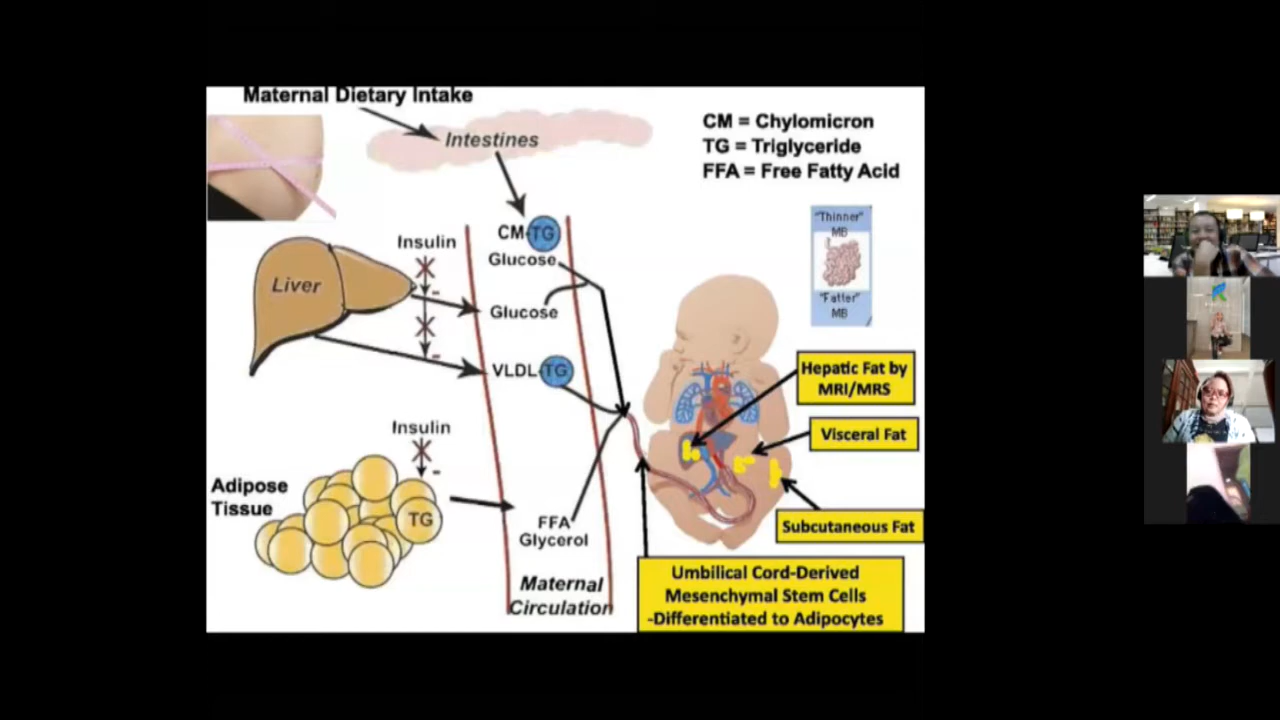 Maternal Dietary Intake
Intestines
CM = Chylomicron
TG = Triglyceride
FFA = Free Fatty Acid
CM-TG
Glucose
"Thinner"
MB
"Fatter"
MB
Insulin
-
-
Liver
Glucose
VLDL-TG
Hepatic Fat by
MRI/MRS
Visceral Fat
Subcutaneous Fat
Insulin
-
Adipose
Tissue
TG
FFA
Glycerol
Maternal
Circulation
Umbilical Cord-Derived
Mesenchymal Stem Cells
-Differentiated to Adipocytes